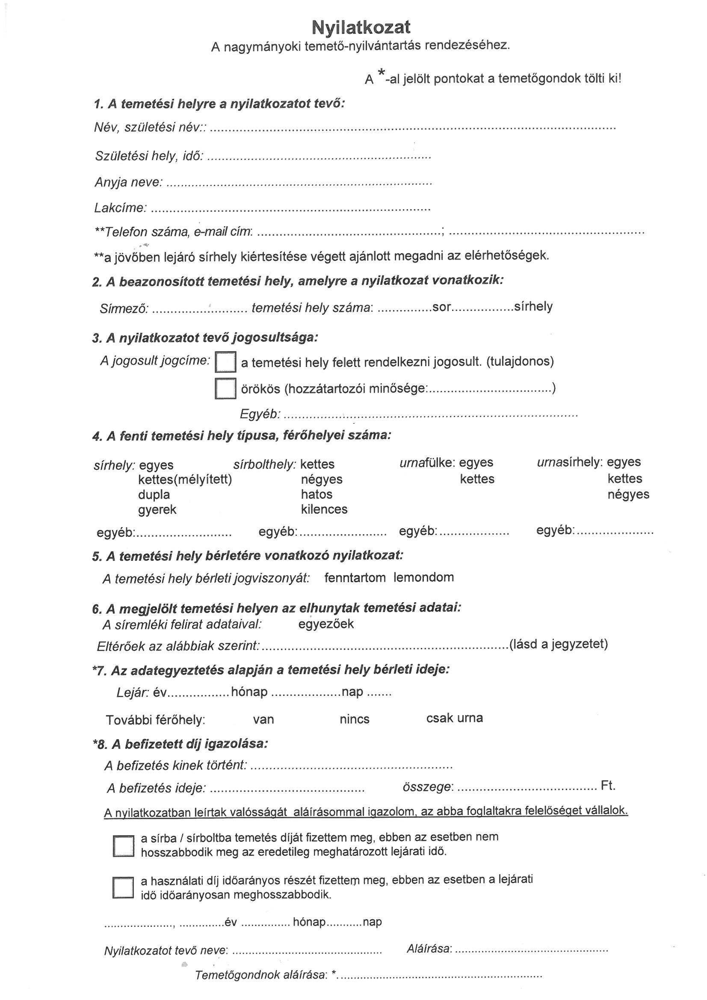 Nyilatkozat
A nagymányoki temető-nyilvántartás rendezéséhez.
A *-al jelölt pontokat a temetőgondok tölti ki!
1. A temetési helyre a nyilatkozatot tevő:
Név, születési név:: ........................................................................................................................
Születési hely, idő: ................................................................
Anyja neve: ............................................................................
Lakcíme: ................................................................................
**Telefon száma, e-mail cím: ....................................................; ........................................................
**a jövőben lejáró sírhely kiértesítése végett ajánlott megadni az elérhetőségek.
2. A beazonosított temetési hely, amelyre a nyilatkozat vonatkozik:
Sírmező: ........................... temetési hely száma: ...............sor.................sírhely
3. A nyilatkozatot tevő jogosultsága:
A jogosult jogcíme: a temetési hely felett rendelkezni jogosult. (tulajdonos)
örökös (hozzátartozói minősége:..................................)
Egyéb: ....................................................................................
4. A fenti temetési hely típusa, férőhelyei száma:
sírhely: egyes sírbolthely: kettes urnafülke: egyes urnasírhely: egyes
kettes(mélyített) négyes kettes kettes
dupla hatos négyes
gyerek kilences
egyéb:........................... egyéb:......................... egyéb:.................... egyéb:......................
5. A temetési hely bérletére vonatkozó nyilatkozat:
A temetési hely bérleti jogviszonyát: fenntartom lemondom
6. A megjelölt temetési helyen az elhunytak temetési adatai:
A síremléki felirat adataival: egyezőek
Eltérőek az alábbiak szerint:.....................................................................(lásd a jegyzetet)
*7. Az adategyeztetés alapján a temetési hely bérleti ideje:
Lejár: év.................hónap ...................nap .......
További férőhely: van nincs csak urna
*8. A befizetett díj igazolása:
A befizetés kinek történt: .........................................................
A befizetés ideje: ........................................... összege: ....................................... Ft.
A nyilatkozatban leírtak valósságát aláírásommal igazolom, az abba foglaltakra felelőséget vállalok.
a sírba / sírboltba temetés díját fizettem meg, ebben az esetben nem
hosszabbodik meg az eredetileg meghatározott lejárati idő.
a használati díj időarányos részét fizettem meg, ebben az esetben a lejárati
idő időarányosan meghosszabbodik.
....................., .............év ............... hónap...........nap
Nyilatkozatot tevő neve: .............................................. Aláírása: ...............................................
Temetőgondnok aláírása: *...............................................................